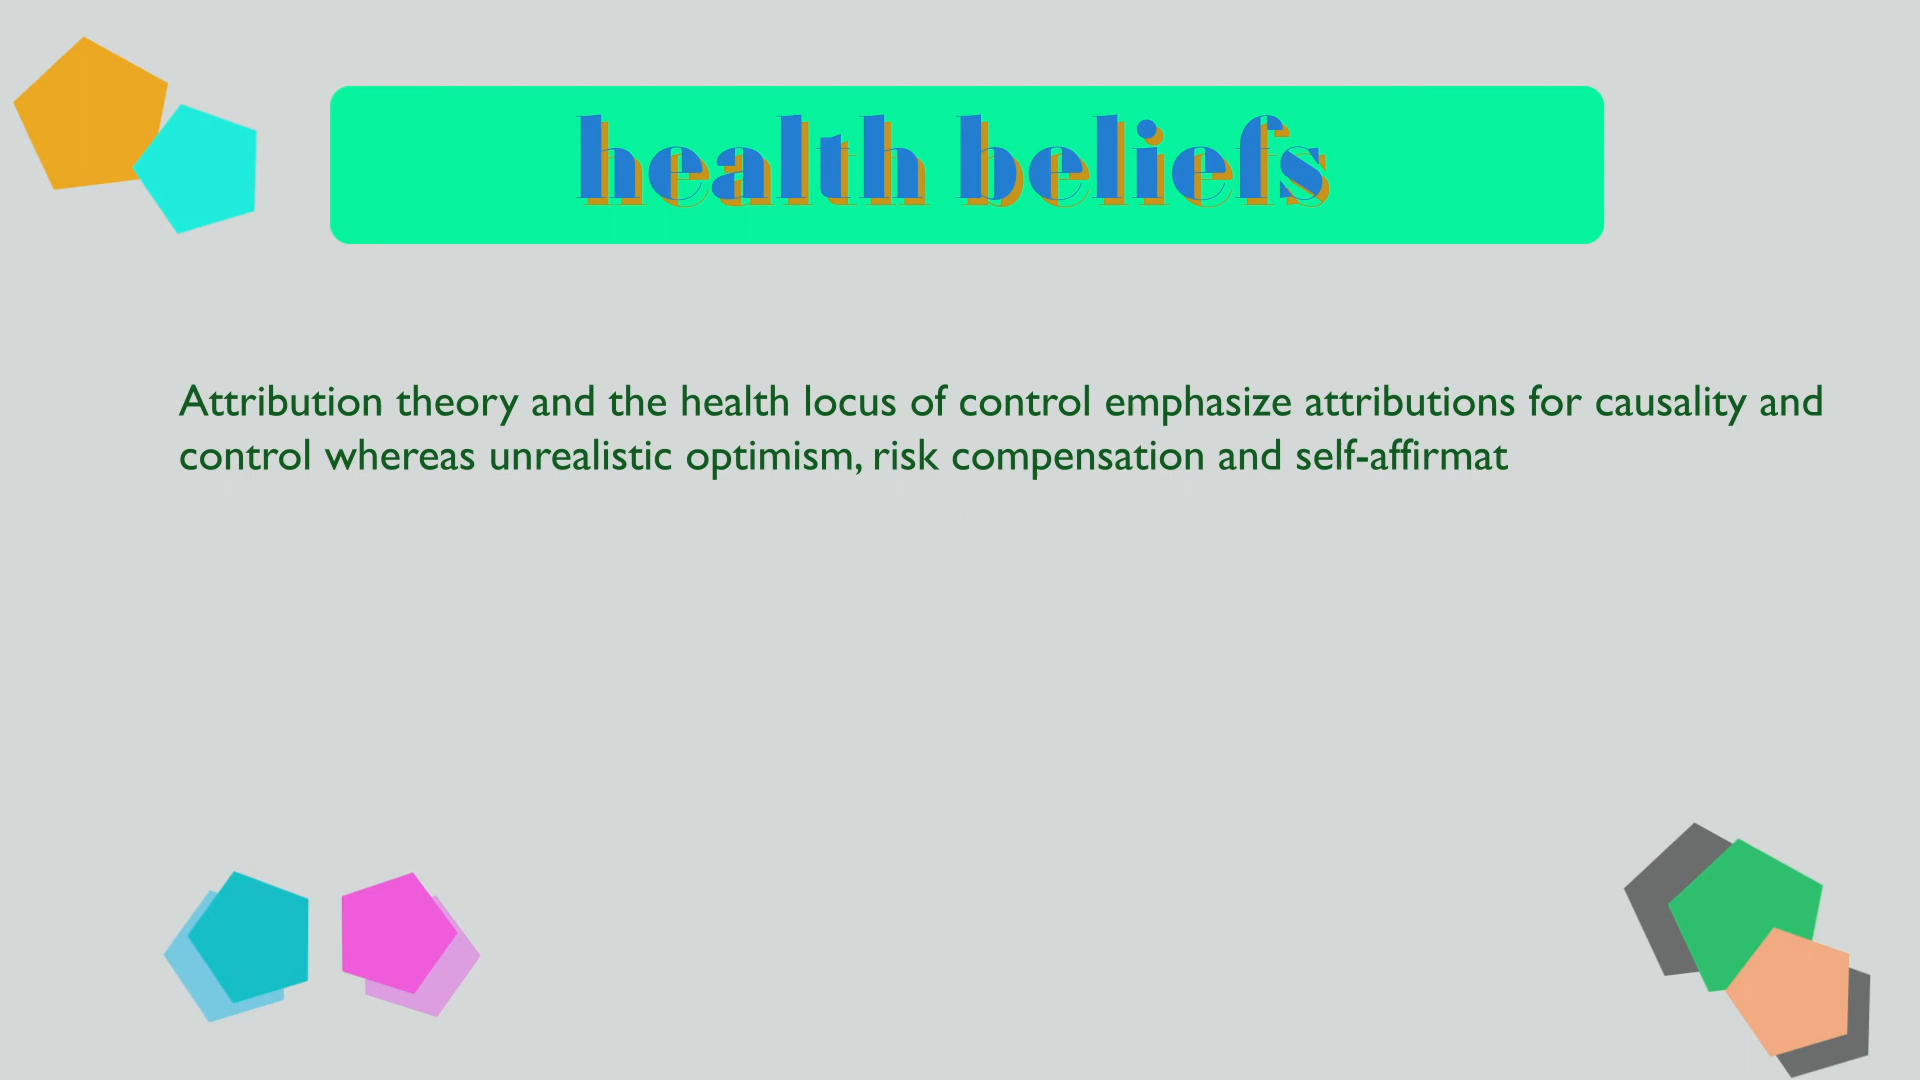 health beliefs
Attribution theory and the health locus of control emphasize attributions for causality and
control whereas unrealistic optimism, risk compensation and self-affirmat